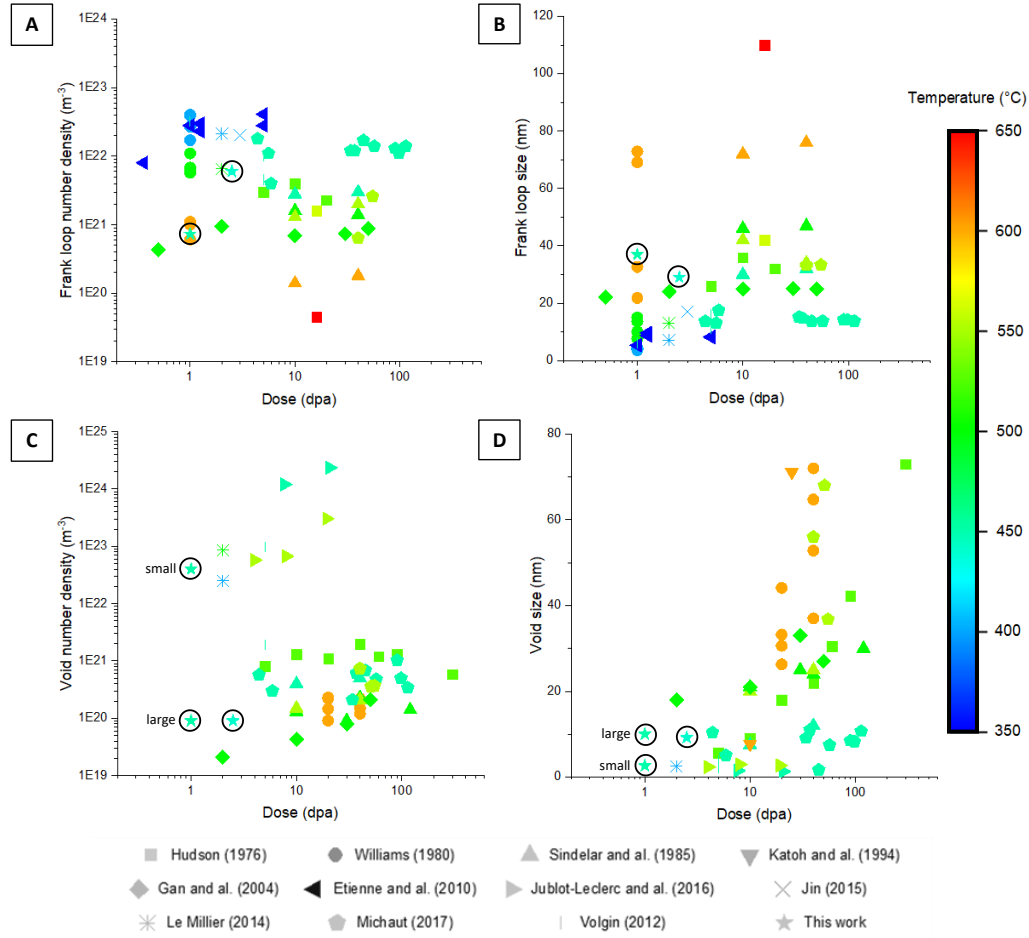 A
1E24
1E23
1E22
1E21
1E20
1E19
Frank loop number density (m⁻³)
1
10
100
Dose (dpa)
B
120
100
80
60
40
20
0
Frank loop size (nm)
1
10
100
Dose (dpa)
Temperature (°C)
650
600
550
500
450
400
350
C
1E25
1E24
1E23
1E22
1E21
1E20
1E19
Void number density (m⁻³)
small
large
1
10
100
Dose (dpa)
D
80
60
40
20
0
Void size (nm)
large
small
1
10
100
Dose (dpa)
Hudson (1976) Williams (1980) Sindelar and al. (1985) Katoh and al. (1994)
Gan and al. (2004) Etienne and al. (2010) Jublot-Leclerc and al. (2016) Jin (2015)
Le Millier (2014) Michaut (2017) Volgin (2012) This work